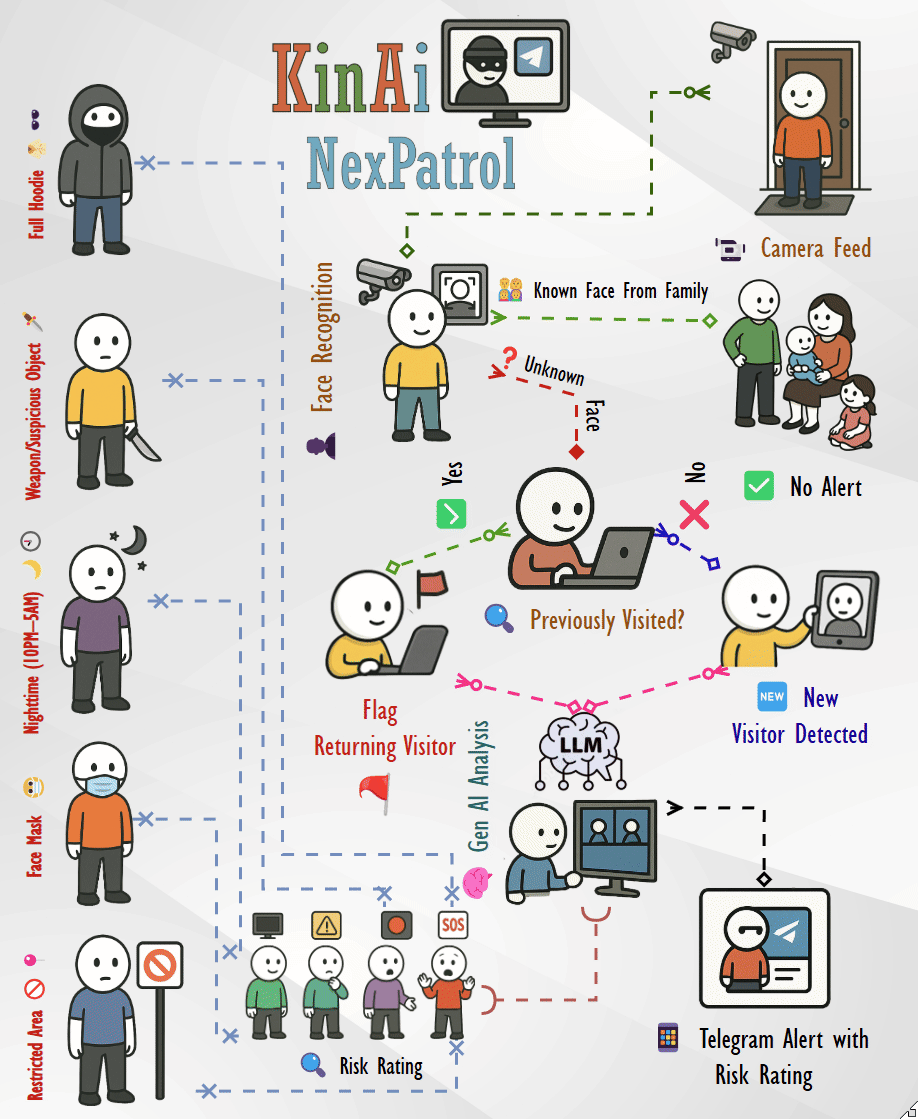 KinAi
NexPatrol
Full Hoodie
Camera Feed
Face Recognition
Known Face From Family
Unknown
Face
Weapon/Suspicious Object
Yes
No
No Alert
Nighttime (10PM–5AM)
Previously Visited?
Flag
Returning Visitor
NEW
New
Visitor Detected
LLM
Gen AI Analysis
Face Mask
SOS
Restricted Area
Risk Rating
Telegram Alert with
Risk Rating